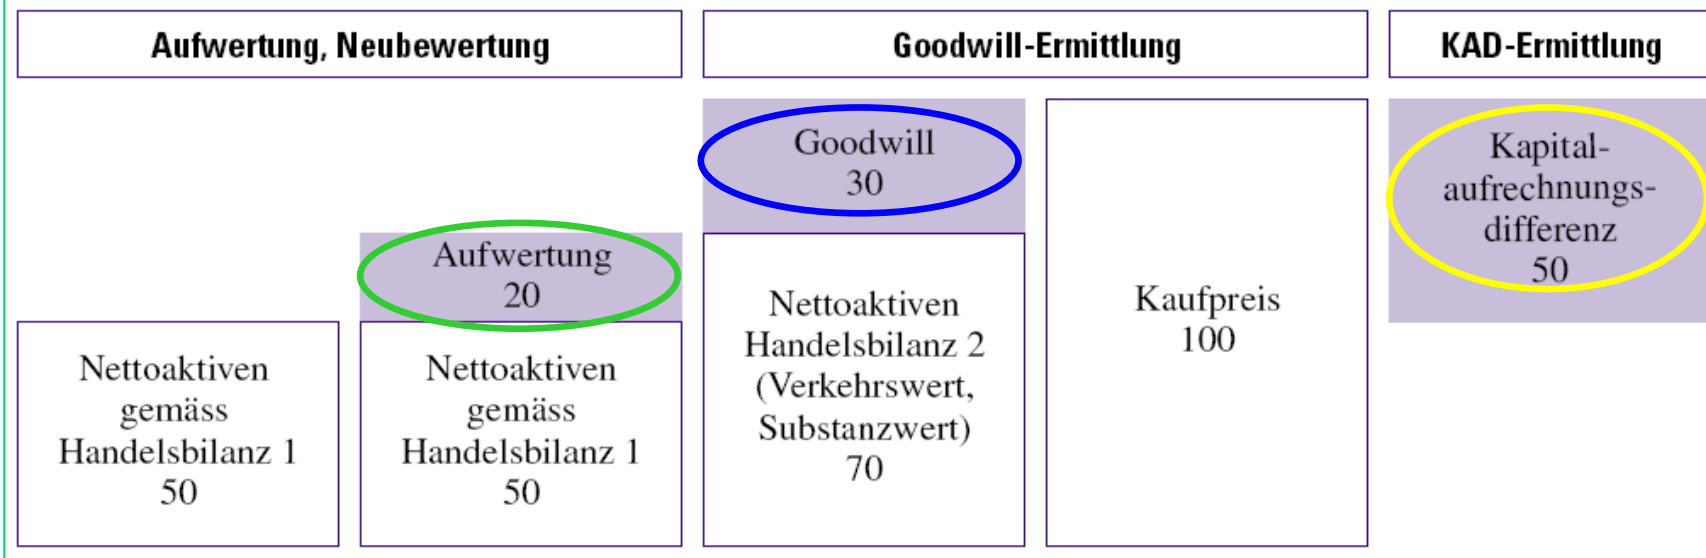 Aufwertung, Neubewertung
Goodwill-Ermittlung
KAD-Ermittlung
Nettoaktiven
gemäss
Handelsbilanz 1
50
Aufwertung
20
Nettoaktiven
gemäss
Handelsbilanz 1
50
Goodwill
30
Nettoaktiven
Handelsbilanz 2
(Verkehrswert,
Substanzwert)
70
Kaufpreis
100
Kapital-
aufrechnungs-
differenz
50